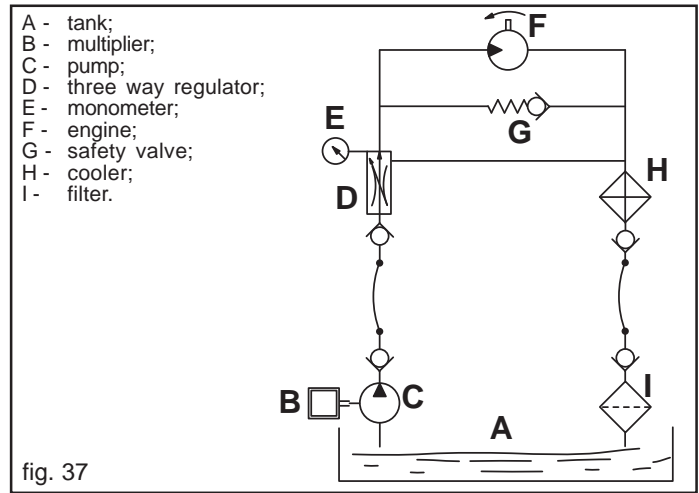 A - tank;
B - multiplier;
C - pump;
D - three way regulator;
E - monometer;
F - engine;
G - safety valve;
H - cooler;
I - filter.
F
E
G
H
D
B
C
I
A
fig. 37